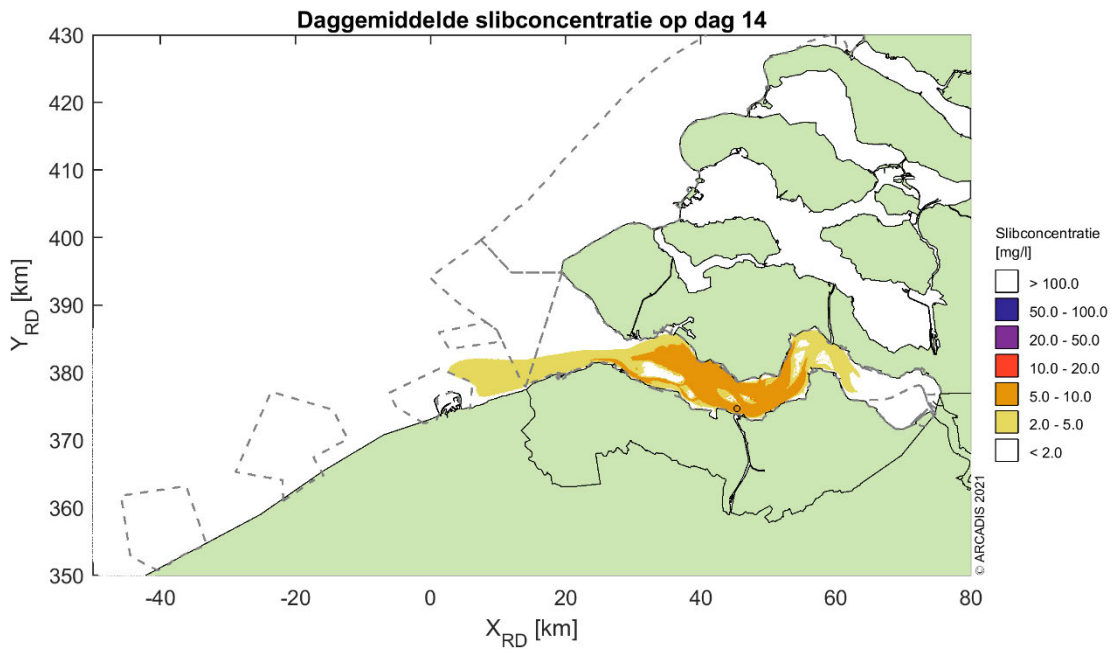 Daggemiddelde slibconcentratie op dag 14
430
420
410
400
390
380
370
360
350
Y_RD [km]
-40
-20
0
20
40
60
80
X_RD [km]
Slibconcentratie
[mg/l]
> 100.0
50.0 - 100.0
20.0 - 50.0
10.0 - 20.0
5.0 - 10.0
2.0 - 5.0
< 2.0
© ARCADIS 2021